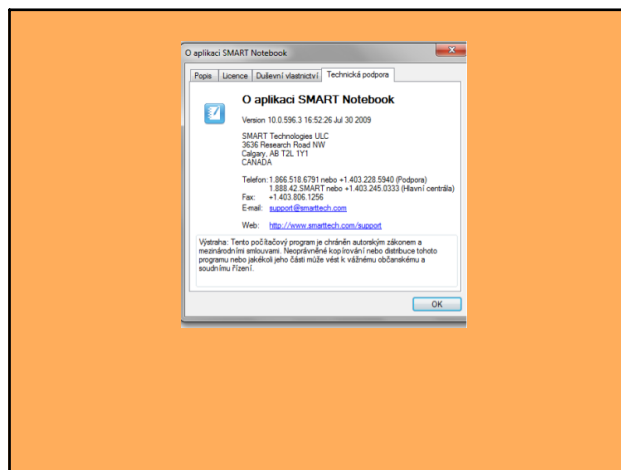 O aplikaci SMART Notebook
Popis Licence Duševní vlastnictví Technická podpora
O aplikaci SMART Notebook
Version 10.0.596.3 16:52:26 Jul 30 2009
SMART Technologies ULC
3636 Research Road NW
Calgary, AB T2L 1Y1
CANADA
Telefon: 1.866.518.6791 nebo +1.403.228.5940 (Podpora)
1.888.42.SMART nebo +1.403.245.0333 (Hlavní centrála)
Fax: +1.403.806.1256
E-mail: support@smarttech.com
Web: http://www.smarttech.com/support
Výstraha: Tento počítačový program je chráněn autorským zákonem a
mezinárodními smlouvami. Neoprávněné kopírování nebo distribuce tohoto
programu nebo jakékoli jeho části může vést k vážnému občanskému a
soudnímu řízení.
OK